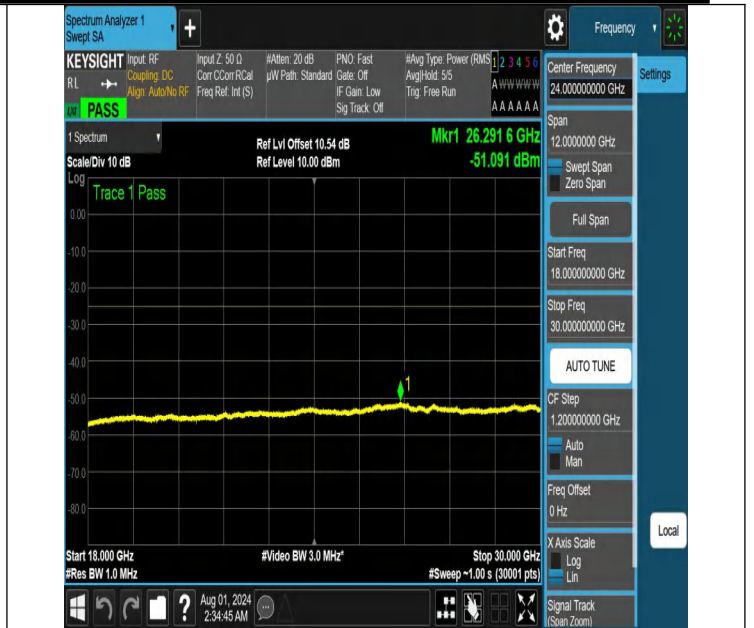 Spectrum Analyzer 1
Swept SA
+
Frequency
KEYSIGHT
RL
PASS
Input: RF
Coupling: DC
Align: Auto/No RF
Input Z: 50 Ω
Corr CCorr RCal
Freq Ref: Int (S)
#Atten: 20 dB
µW Path: Standard
PNO: Fast
Gate: Off
IF Gain: Low
Sig Track: Off
#Avg Type: Power (RMS
Avg|Hold: 5/5
Trig: Free Run
1 2 3 4 5 6
A W W W W W
A A A A A A
1 Spectrum
Scale/Div 10 dB
Ref Lvl Offset 10.54 dB
Ref Level 10.00 dBm
Mkr1 26.291 6 GHz
-51.091 dBm
Log
Trace 1 Pass
0.00
-10.0
-20.0
-30.0
-40.0
-50.0
-60.0
-70.0
-80.0
1
Start 18.000 GHz
#Res BW 1.0 MHz
#Video BW 3.0 MHz*
Stop 30.000 GHz
#Sweep ~1.00 s (30001 pts)
Center Frequency
24.000000000 GHz
Settings
Span
12.0000000 GHz
Swept Span
Zero Span
Full Span
Start Freq
18.000000000 GHz
Stop Freq
30.000000000 GHz
AUTO TUNE
CF Step
1.200000000 GHz
Auto
Man
Freq Offset
0 Hz
X Axis Scale
Log
Lin
Local
Signal Track
(Span Zoom)
?
Aug 01, 2024
2:34:45 AM